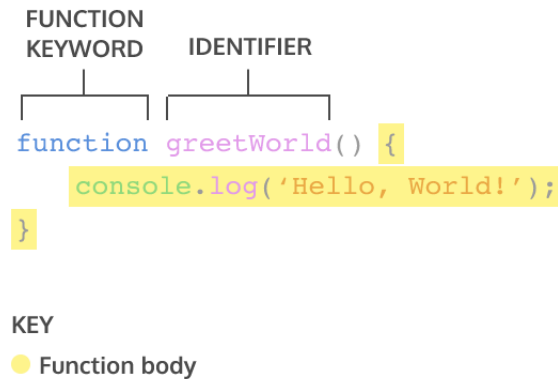 FUNCTION
KEYWORD
IDENTIFIER
function greetWorld() {
console.log(‘Hello, World!’);
}
KEY
Function body